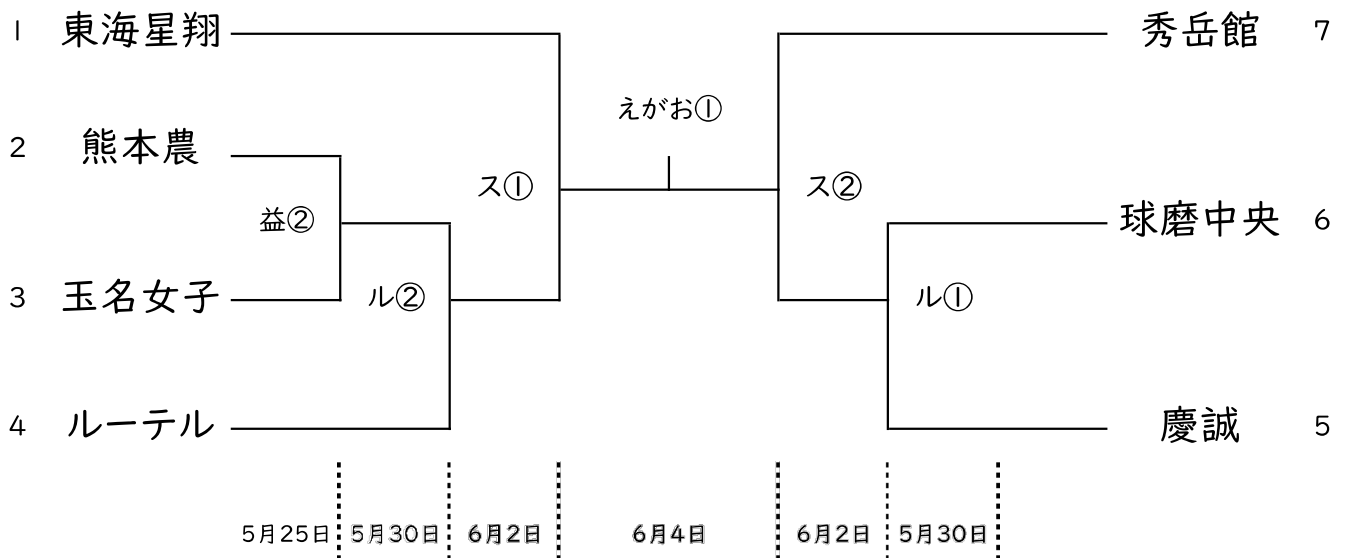 1 東海星翔
秀岳館 7
えがお①
2 熊本農
ス①
ス②
益②
球磨中央 6
3 玉名女子
ル②
ル①
4 ルーテル
慶誠 5
5月25日 5月30日 6月2日 6月4日 6月2日 5月30日